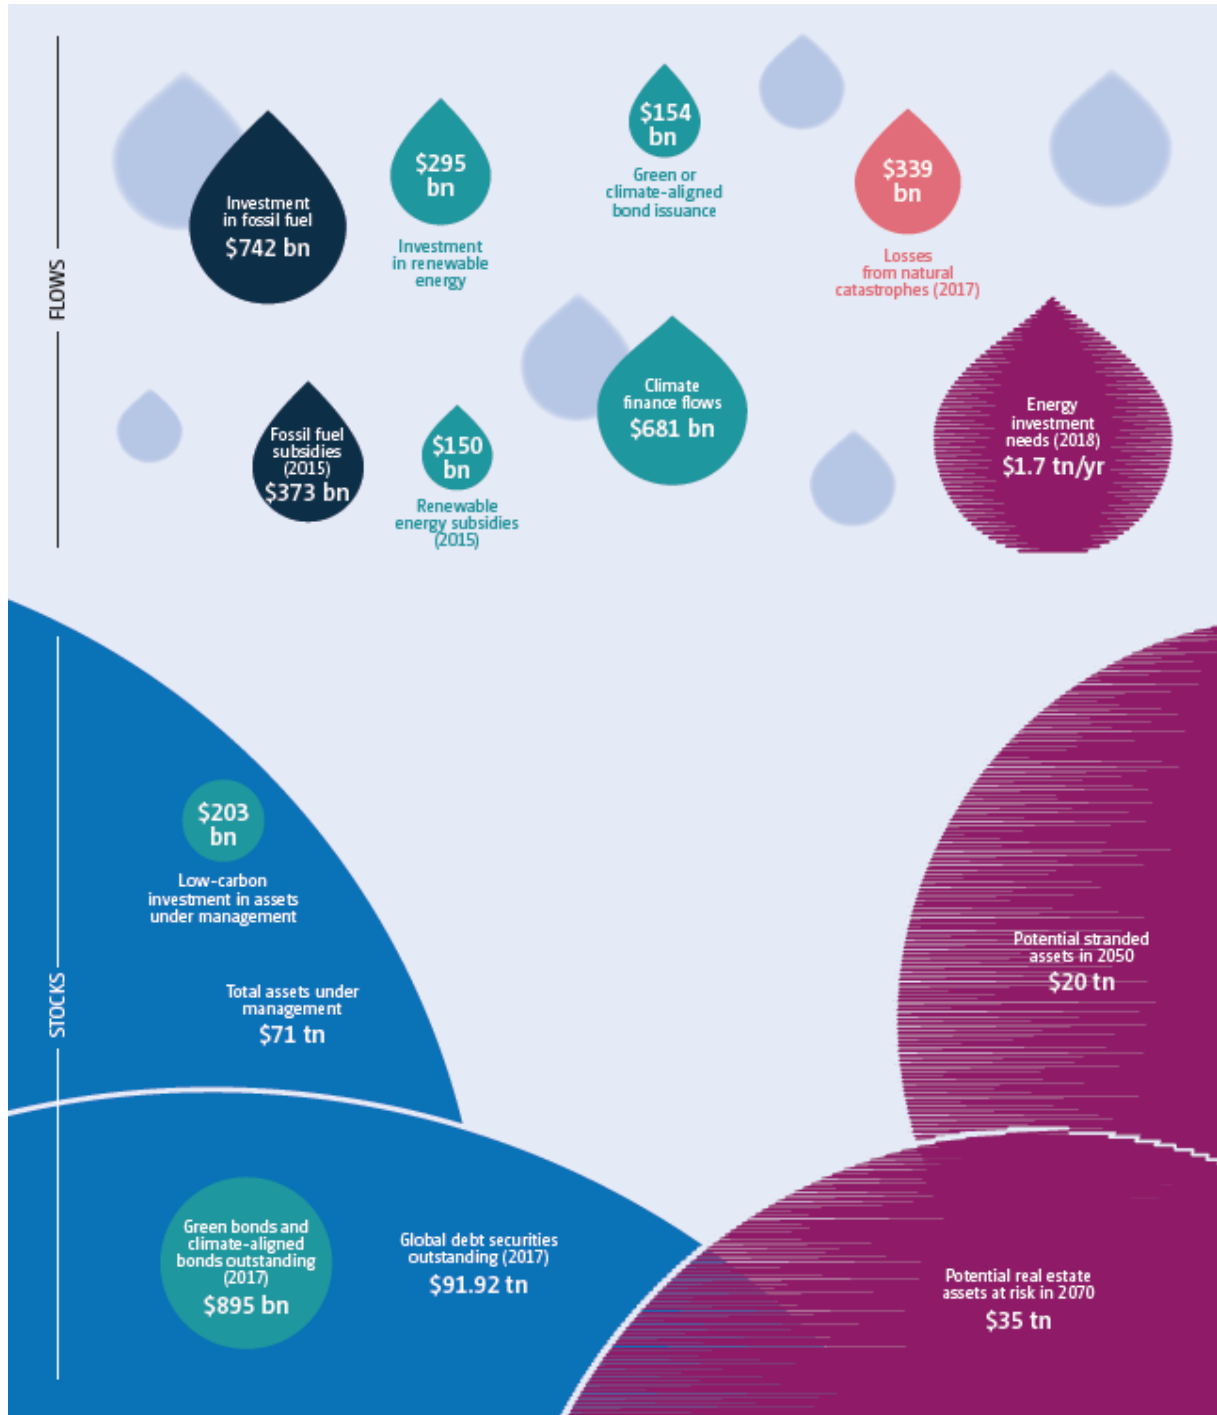 FLOWS
Investment
in fossil fuel
$742 bn
$295
bn
Investment
in renewable
energy
$154
bn
Green or
climate-aligned
bond issuance
$339
bn
Losses
from natural
catastrophes (2017)
Fossil fuel
subsidies
(2015)
$373 bn
$150
bn
Renewable
energy subsidies
(2015)
Climate
finance flows
$681 bn
Energy
investment
needs (2018)
$1.7 tn/yr
STOCKS
$203
bn
Low-carbon
investment in assets
under management
Total assets under
management
$71 tn
Potential stranded
assets in 2050
$20 tn
Green bonds and
climate-aligned
bonds outstanding
(2017)
$895 bn
Global debt securities
outstanding (2017)
$91.92 tn
Potential real estate
assets at risk in 2070
$35 tn